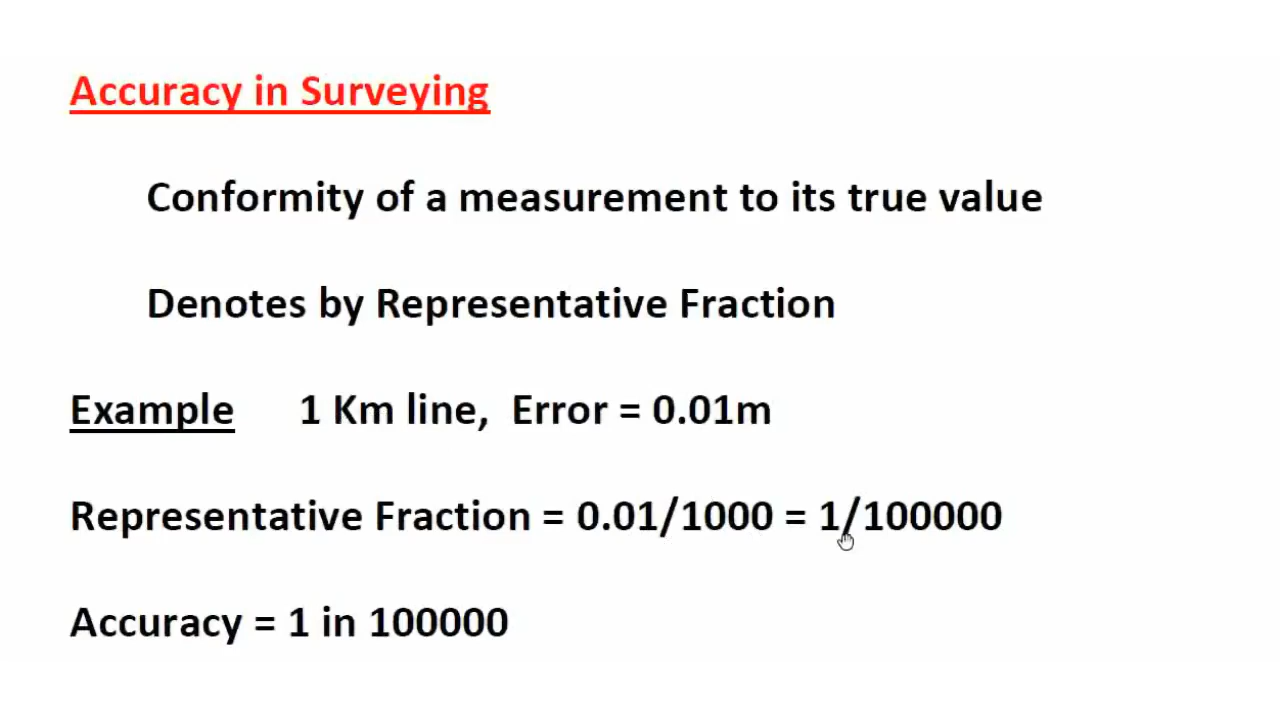 Accuracy in Surveying
Conformity of a measurement to its true value
Denotes by Representative Fraction
Example 1 Km line, Error = 0.01m
Representative Fraction = 0.01/1000 = 1/100000
Accuracy = 1 in 100000